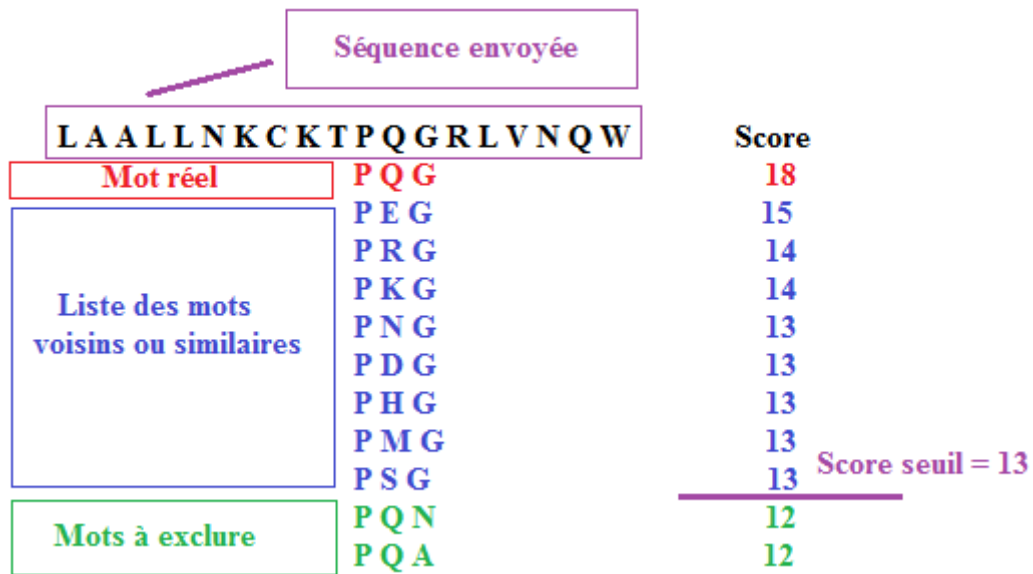 Séquence envoyée
L A A L L N K C K T P Q G R L V N Q W Score
Mot réel P Q G 18
P E G 15
P R G 14
P K G 14
Liste des mots
voisins ou similaires
P N G 13
P D G 13
P H G 13
P M G 13
P S G 13
Score seuil = 13
Mots à exclure
P Q N 12
P Q A 12